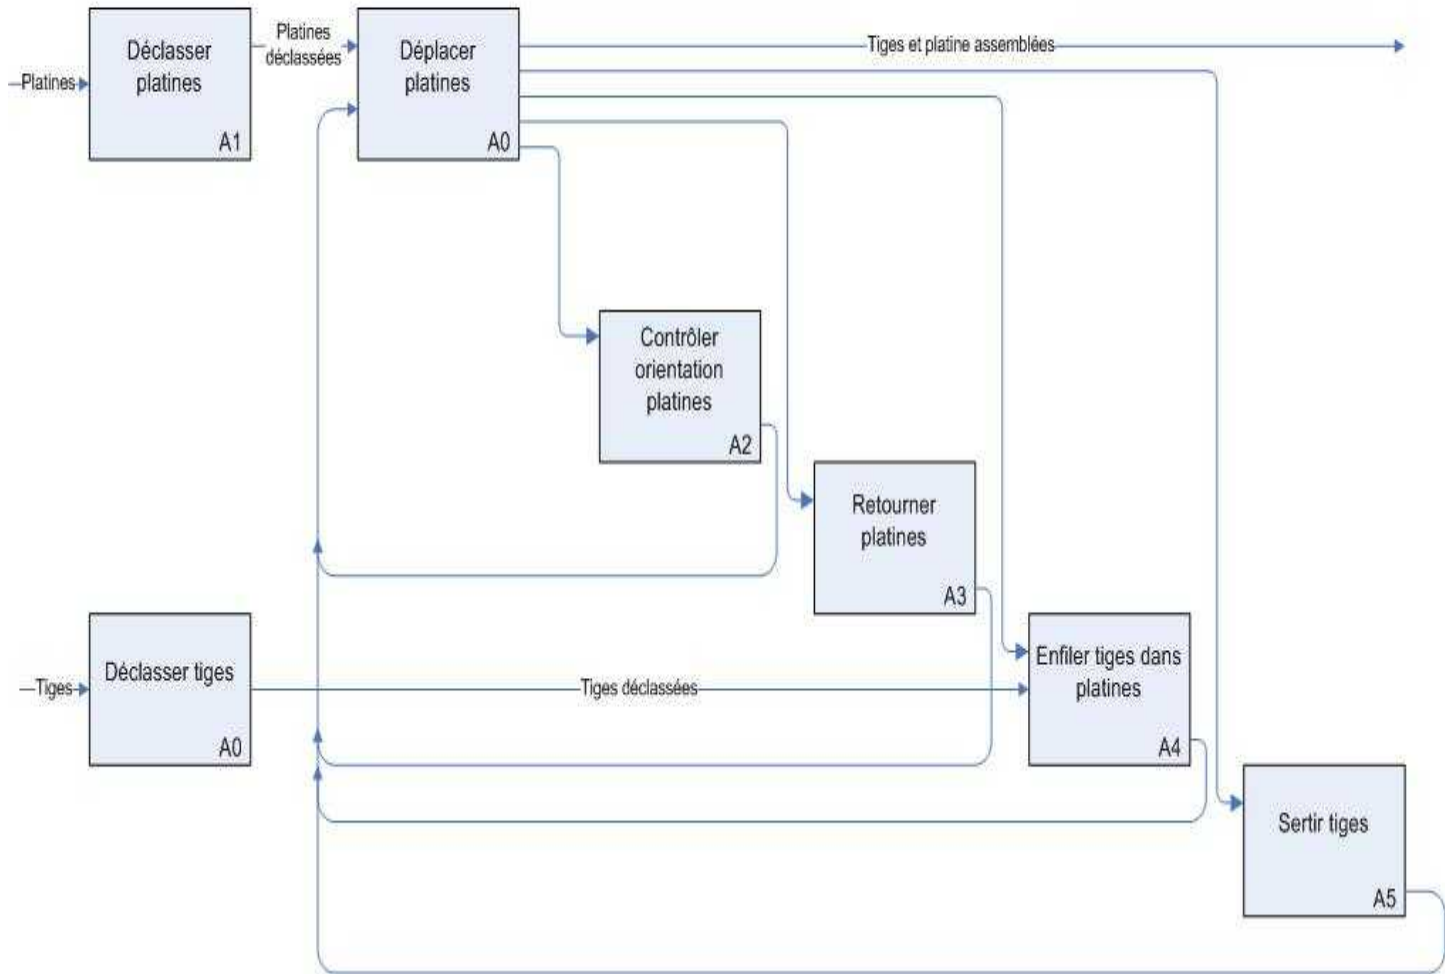 Platines
Déclasser
platines
A1
Platines
déclassées
Déplacer
platines
A0
Tiges et platine assemblées
Contrôler
orientation
platines
A2
Retourner
platines
A3
Tiges
Déclasser tiges
A0
Tiges déclassées
Enfiler tiges dans
platines
A4
Sertir tiges
A5